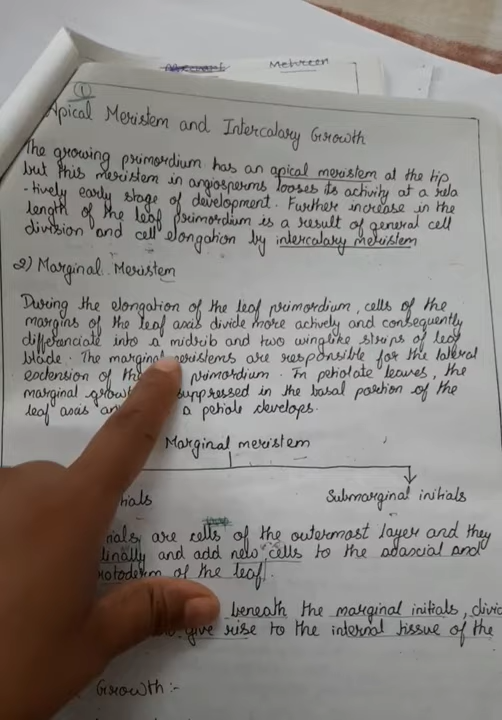 Mehreen
①
Apical Meristem and Intercalary Growth
The growing primordium has an apical meristem at the tip
but this meristem in angiosperms looses its activity at a rela
-tively early stage of development. Further increase in the
length of the leaf primordium is a result of general cell
division and cell elongation by intercalary meristem
2) Marginal Meristem
During the elongation of the leaf primordium, cells of the
margins of the leaf axis divide more actively and consequently
differenciate into a midrib and two winglike strips of leaf
blade. The marginal meristems are responsible for the lateral
extension of the primordium. In petiolate leaves, the
marginal growth suppressed in the basal portion of the
leaf axis a petiole develops.
Marginal meristem
itials Submarginal initials
itials are cells of the outermost layer and they
linally and add new cells to the adaxial and
rotoderm of the leaf.
beneath the marginal initials, divid
give rise to the internal tissue of the
Growth:-